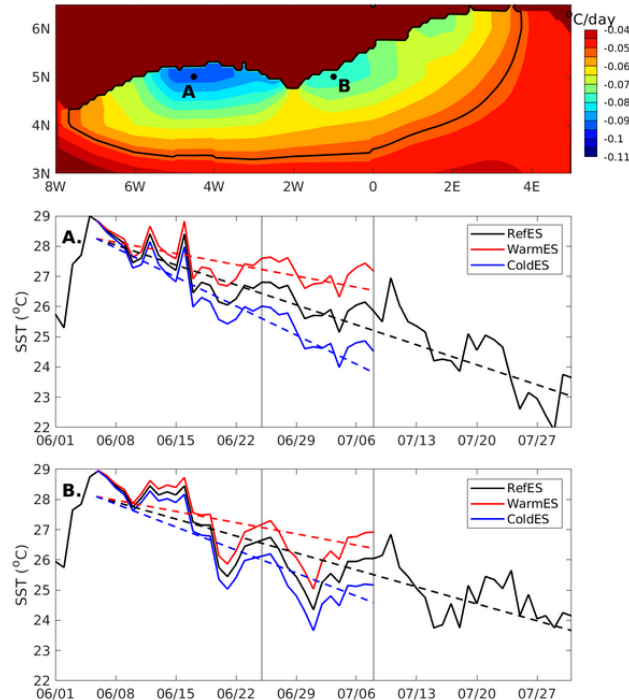 °C/day
6N
5N
4N
3N
A
B
8W 6W 4W 2W 0 2E 4E
-0.04
-0.05
-0.06
-0.07
-0.08
-0.09
-0.10
-0.11
A.
SST (°C)
29
28
27
26
25
24
23
22
RefES
WarmES
ColdES
06/01 06/08 06/15 06/22 06/29 07/06 07/13 07/20 07/27
B.
SST (°C)
29
28
27
26
25
24
23
22
RefES
WarmES
ColdES
06/01 06/08 06/15 06/22 06/29 07/06 07/13 07/20 07/27